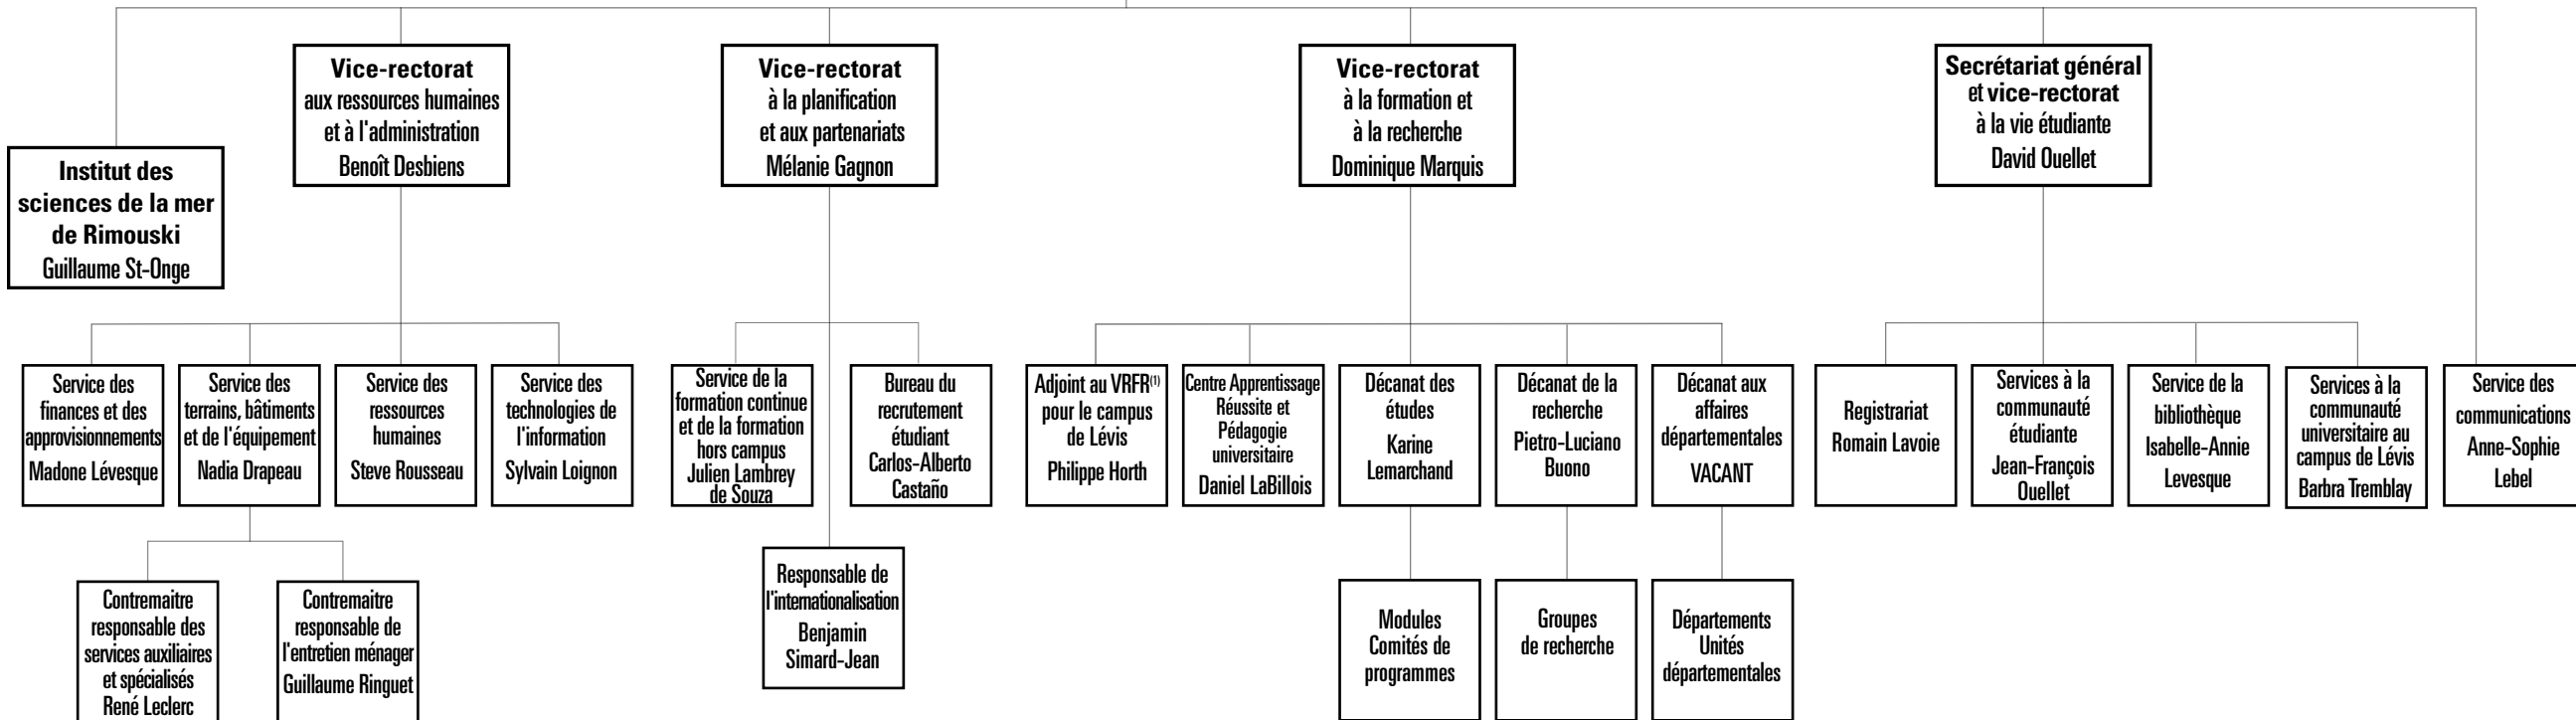 Institut des
sciences de la mer
de Rimouski
Guillaume St-Onge
Vice-rectorat
aux ressources humaines
et à l'administration
Benoît Desbiens
Vice-rectorat
à la planification
et aux partenariats
Mélanie Gagnon
Vice-rectorat
à la formation et
à la recherche
Dominique Marquis
Secrétariat général
et vice-rectorat
à la vie étudiante
David Ouellet
Service des
finances et des
approvisionnements
Madone Lévesque
Service des
terrains, bâtiments
et de l'équipement
Nadia Drapeau
Service des
ressources
humaines
Steve Rousseau
Service des
technologies de
l'information
Sylvain Loignon
Service de la
formation continue
et de la formation
hors campus
Julien Lambrey
de Souza
Bureau du
recrutement
étudiant
Carlos-Alberto
Castaño
Adjoint au VRFR(1)
pour le campus
de Lévis
Philippe Horth
Centre Apprentissage
Réussite et
Pédagogie
universitaire
Daniel LaBillois
Décanat des
études
Karine
Lemarchand
Décanat de la
recherche
Pietro-Luciano
Buono
Décanat aux
affaires
départementales
VACANT
Registrariat
Romain Lavoie
Services à la
communauté
étudiante
Jean-François
Ouellet
Service de la
bibliothèque
Isabelle-Annie
Levesque
Services à la
communauté
universitaire au
campus de Lévis
Barbra Tremblay
Service des
communications
Anne-Sophie
Lebel
Contremaitre
responsable des
services auxiliaires
et spécialisés
René Leclerc
Contremaitre
responsable de
l'entretien ménager
Guillaume Ringuet
Responsable de
l'internationalisation
Benjamin
Simard-Jean
Modules
Comités de
programmes
Groupes
de recherche
Départements
Unités
départementales